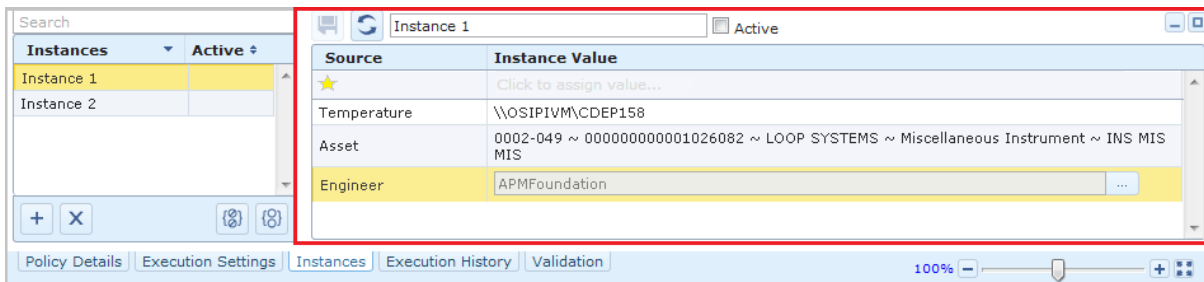 Search
Instances Active
Instance 1
Instance 2
Instance 1 Active
Source Instance Value
Click to assign value...
Temperature \\OSIPIVM\CDEP158
Asset 0002-049 ~ 000000000001026082 ~ LOOP SYSTEMS ~ Miscellaneous Instrument ~ INS MIS
MIS
Engineer APMFoundation ...
Policy Details Execution Settings Instances Execution History Validation
100%